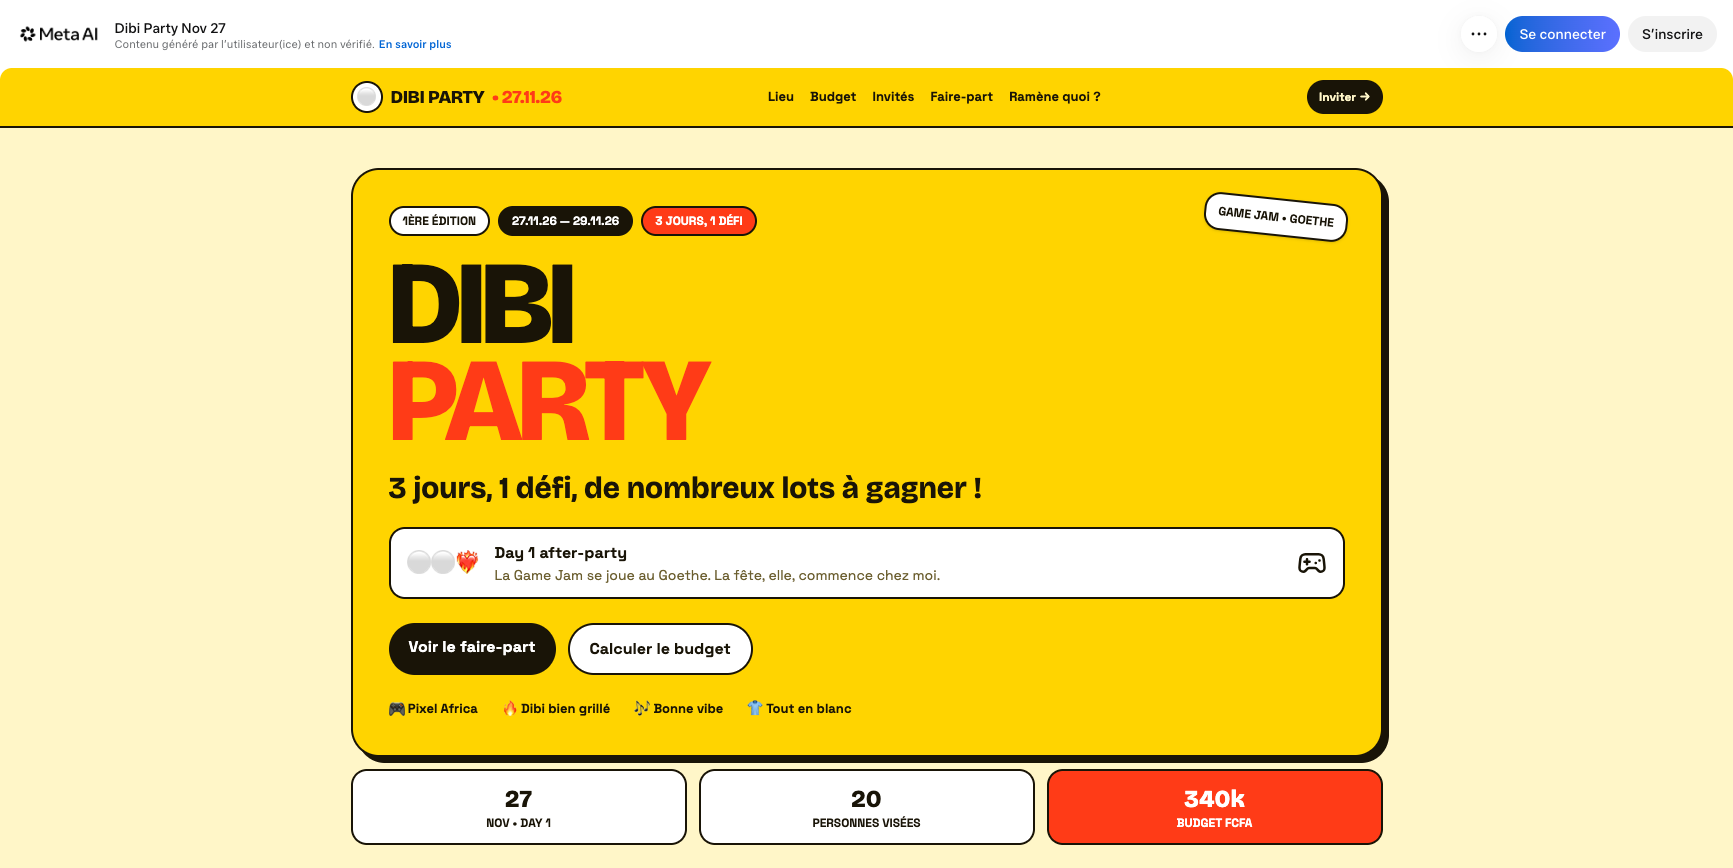 Meta AI
Dibi Party Nov 27
Contenu généré par l'utilisateur(ice) et non vérifié. En savoir plus
Se connecter
S'inscrire
DIBI PARTY • 27.11.26
Lieu
Budget
Invités
Faire-part
Ramène quoi ?
Inviter →
1ÈRE ÉDITION
27.11.26 — 29.11.26
3 JOURS, 1 DÉFI
GAME JAM • GOETHE
DIBI
PARTY
3 jours, 1 défi, de nombreux lots à gagner !
Day 1 after-party
La Game Jam se joue au Goethe. La fête, elle, commence chez moi.
Voir le faire-part
Calculer le budget
🎮 Pixel Africa
🔥 Dibi bien grillé
🎶 Bonne vibe
👕 Tout en blanc
27
NOV • DAY 1
20
PERSONNES VISÉES
340k
BUDGET FCFA